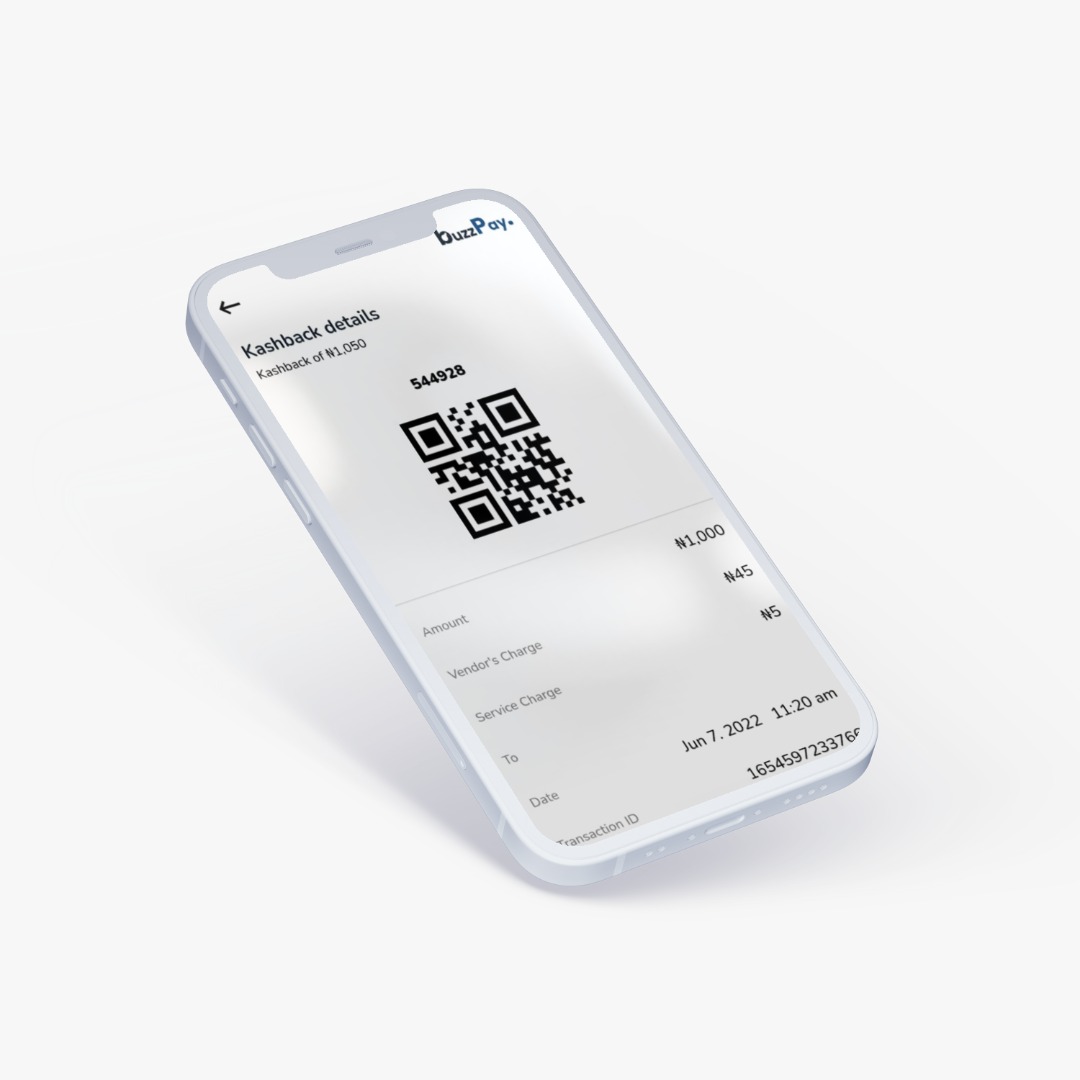 buzzPay.
Kashback details
Kashback of ₦1,050
544928
Amount ₦1,000
Vendor's Charge ₦45
Service Charge ₦5
To
Date Jun 7. 2022 11:20 am
Transaction ID 1654597233766